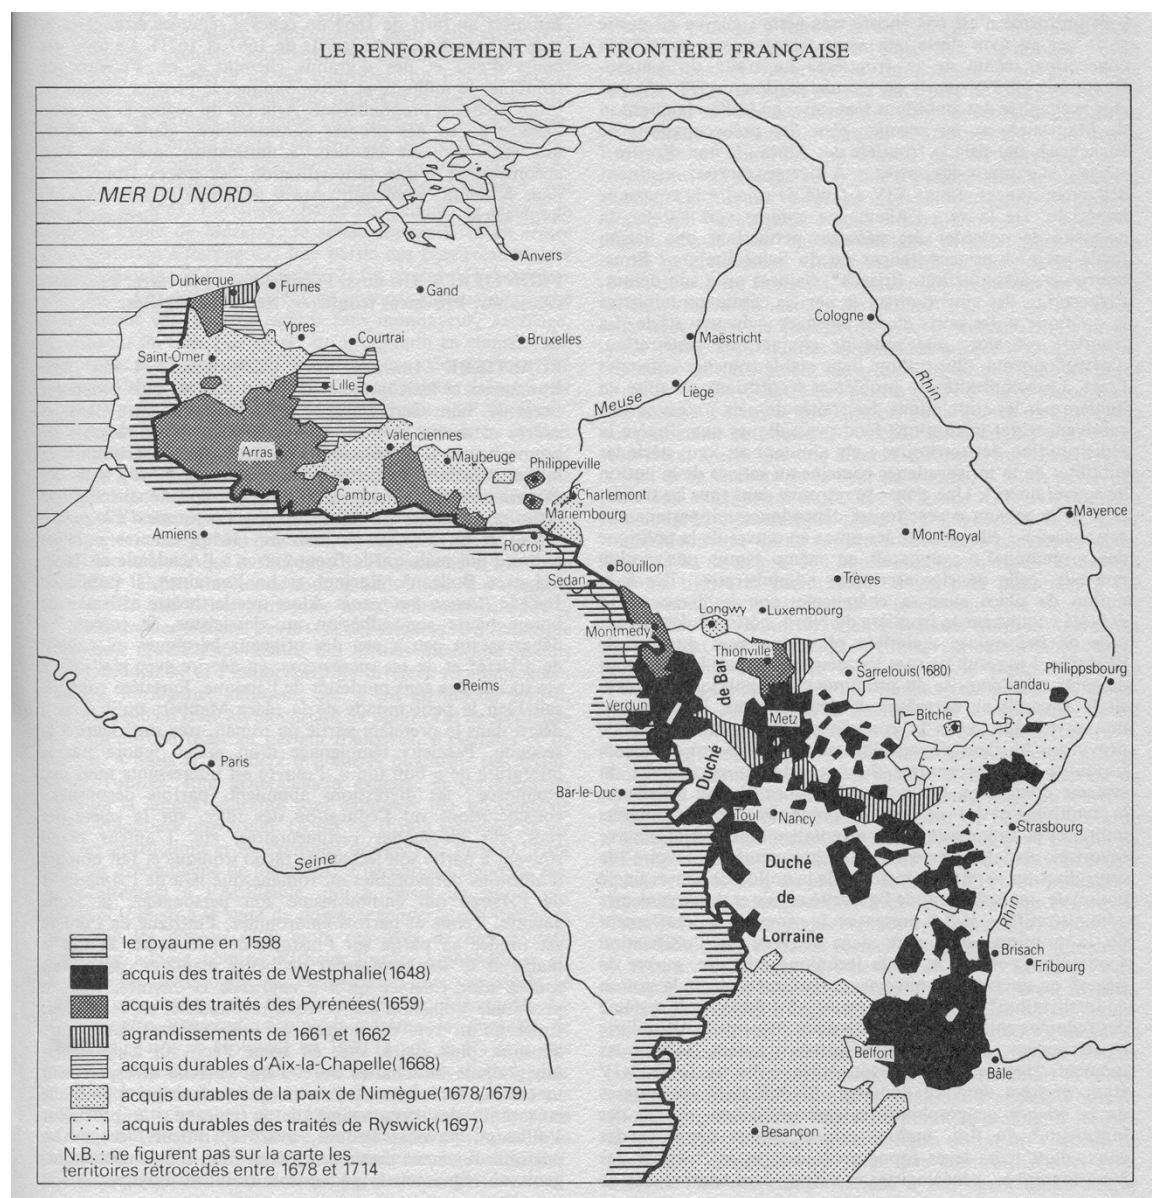 LE RENFORCEMENT DE LA FRONTIÈRE FRANÇAISE
MER DU NORD
Anvers
Dunkerque
Furnes
Gand
Cologne
Ypres
Courtrai
Bruxelles
Maëstricht
Saint-Omer
Rhin
Lille
Liège
Meuse
Valenciennes
Arras
Maubeuge
Philippeville
Cambrai
Charlemont
Mariembourg
Mayence
Amiens
Rocroi
Mont-Royal
Bouillon
Sedan
Trèves
Longwy
Luxembourg
Montmedy
Thionville
Philippsbourg
Reims
Sarrelouis(1680)
Landau
Verdun
de Bar
Metz
Bitche
Paris
Duché
Bar-le-Duc
Toul
Nancy
Strasbourg
Seine
Duché
de
Lorraine
Rhin
Brisach
Fribourg
Belfort
Bâle
Besançon
le royaume en 1598
acquis des traités de Westphalie(1648)
acquis des traités des Pyrénées(1659)
agrandissements de 1661 et 1662
acquis durables d'Aix-la-Chapelle(1668)
acquis durables de la paix de Nimègue(1678/1679)
acquis durables des traités de Ryswick(1697)
N.B. : ne figurent pas sur la carte les
territoires rétrocédés entre 1678 et 1714